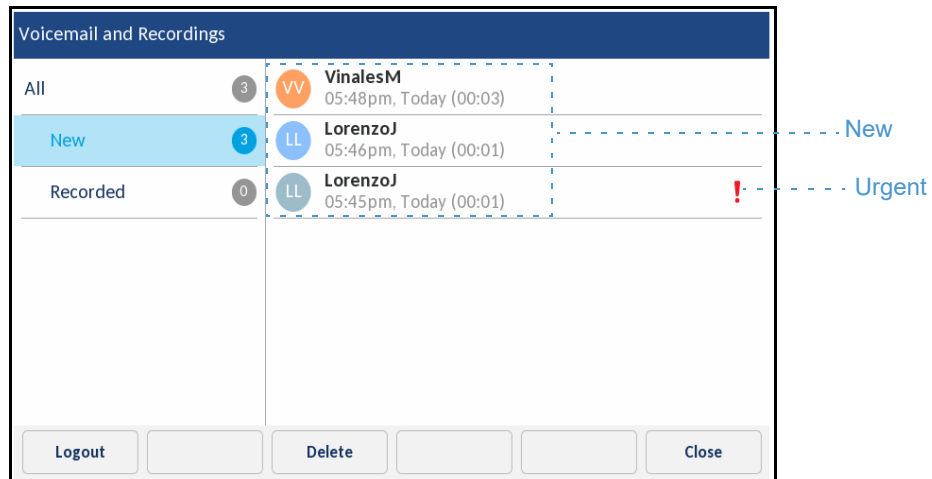 Voicemail and Recordings
All 3
New 3
Recorded 0
VV VinalesM
05:48pm, Today (00:03)
LL LorenzoJ
05:46pm, Today (00:01)
LL LorenzoJ
05:45pm, Today (00:01) !
New
Urgent
Logout Delete Close